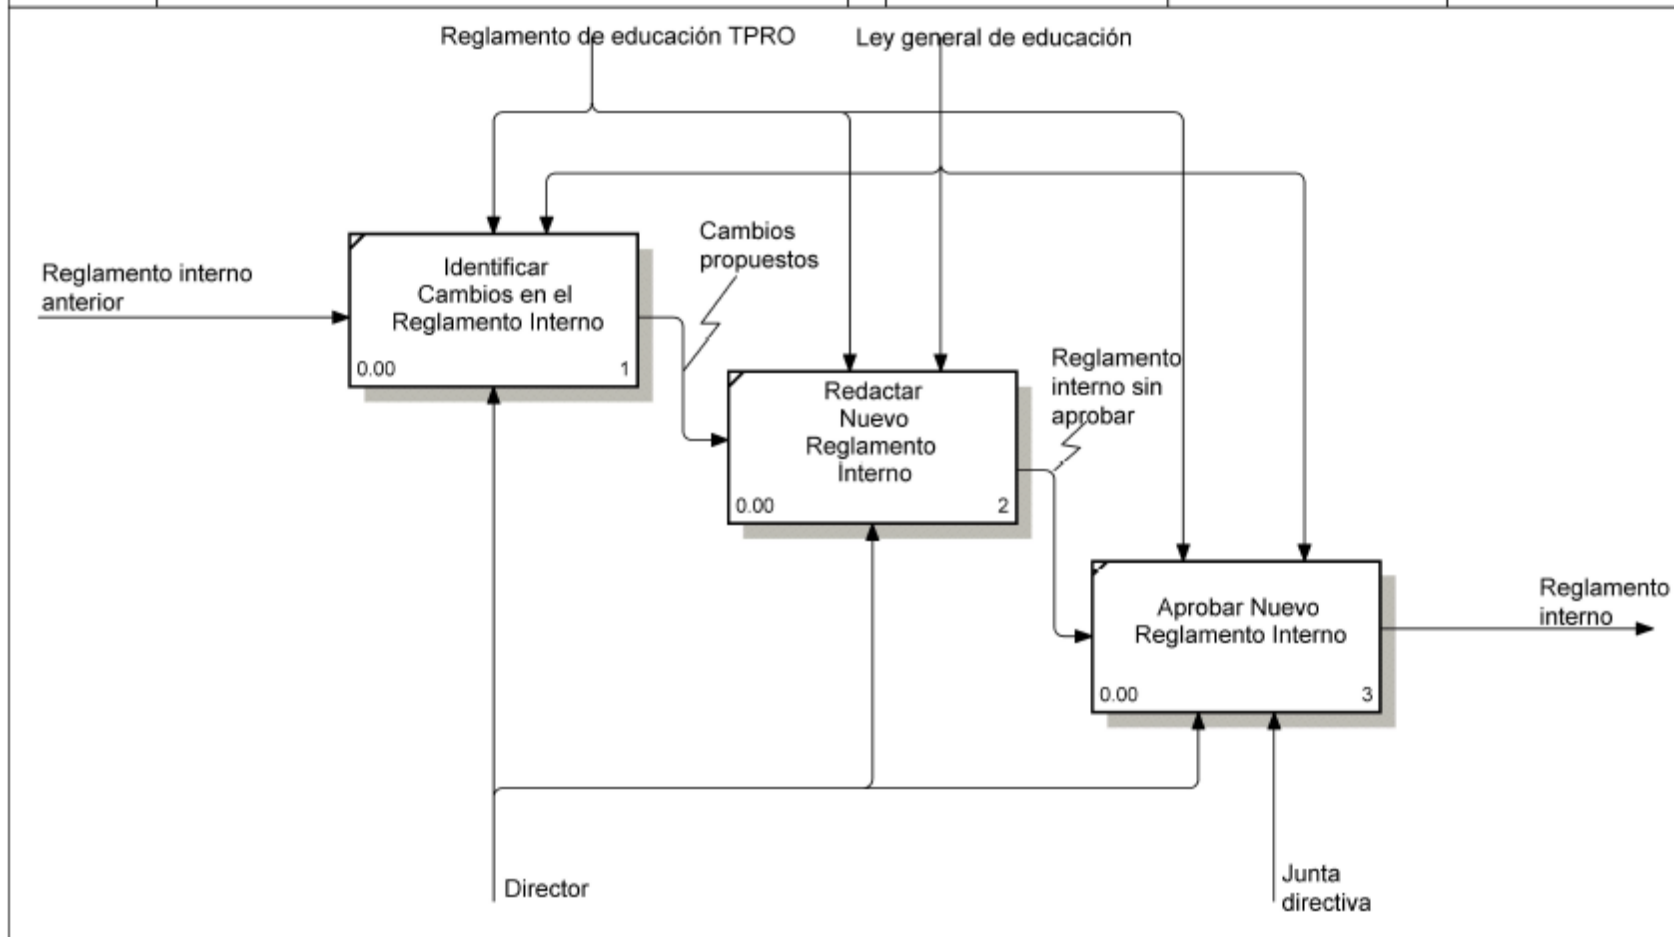 Reglamento de educación TPRO
Ley general de educación
Reglamento interno
anterior
Identificar
Cambios en el
Reglamento Interno
0.00
1
Cambios
propuestos
Redactar
Nuevo
Reglamento
Interno
0.00
2
Reglamento
interno sin
aprobar
Aprobar Nuevo
Reglamento Interno
0.00
3
Reglamento
interno
Director
Junta
directiva